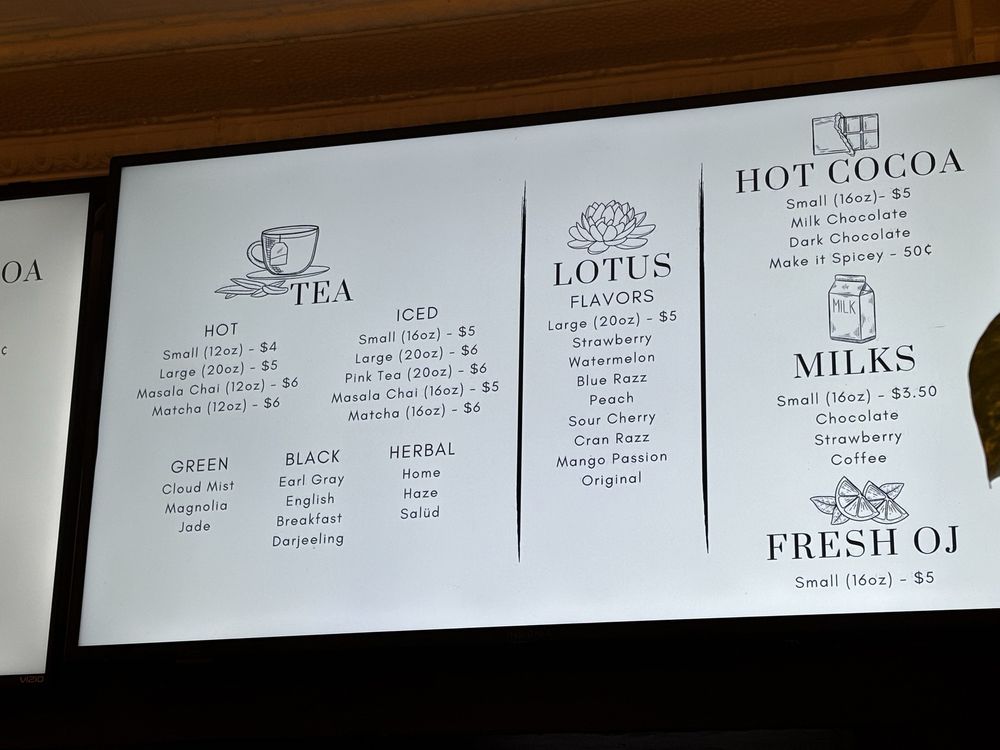 OA
¢
VIZIO
TEA
HOT
Small (12oz) - $4
Large (20oz) - $5
Masala Chai (12oz) - $6
Matcha (12oz) - $6
ICED
Small (16oz) - $5
Large (20oz) - $6
Pink Tea (20oz) - $6
Masala Chai (16oz) - $5
Matcha (16oz) - $6
GREEN
Cloud Mist
Magnolia
Jade
BLACK
Earl Gray
English
Breakfast
Darjeeling
HERBAL
Home
Haze
Salüd
LOTUS
FLAVORS
Large (20oz) - $5
Strawberry
Watermelon
Blue Razz
Peach
Sour Cherry
Cran Razz
Mango Passion
Original
HOT COCOA
Small (16oz)- $5
Milk Chocolate
Dark Chocolate
Make it Spicey - 50¢
MILK
MILKS
Small (16oz) - $3.50
Chocolate
Strawberry
Coffee
FRESH OJ
Small (16oz) - $5